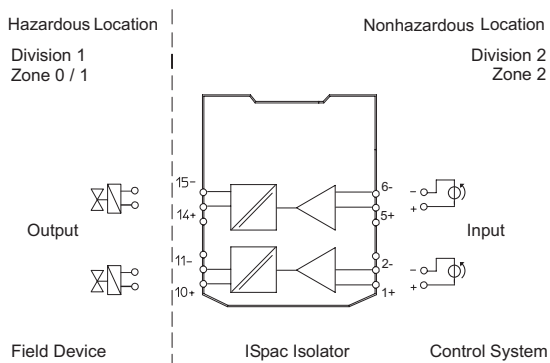 Hazardous Location
Nonhazardous Location
Division 1
Zone 0 / 1
Division 2
Zone 2
15-
6-
14+
5+
- 
+
Output
Input
11-
2-
10+
1+
-
+
Field Device
ISpac Isolator
Control System